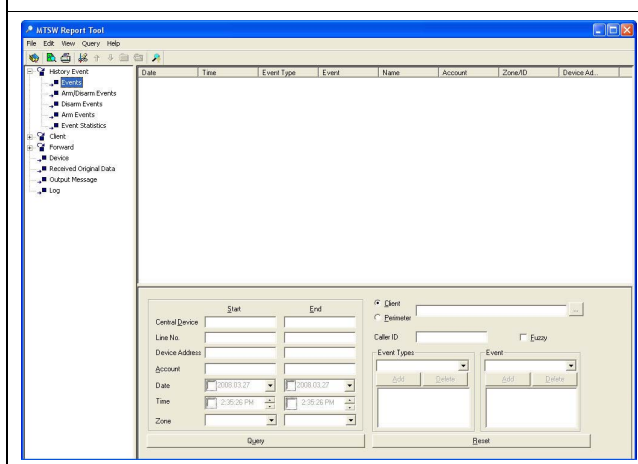 MTSW Report Tool
File Edit View Query Help
History Event
Events
Arm/Disarm Events
Disarm Events
Arm Events
Event Statistics
Client
Forward
Device
Received Original Data
Output Message
Log
Date Time Event Type Event Name Account Zone/ID Device Ad...
Start End
Central Device
Line No.
Device Address
Account
Date 2008.03.27 2008.03.27
Time 2:35:26 PM 2:35:26 PM
Zone
Query
Client
Perimeter
...
Caller ID Fuzzy
Event Types Event
Add Delete Add Delete
Reset